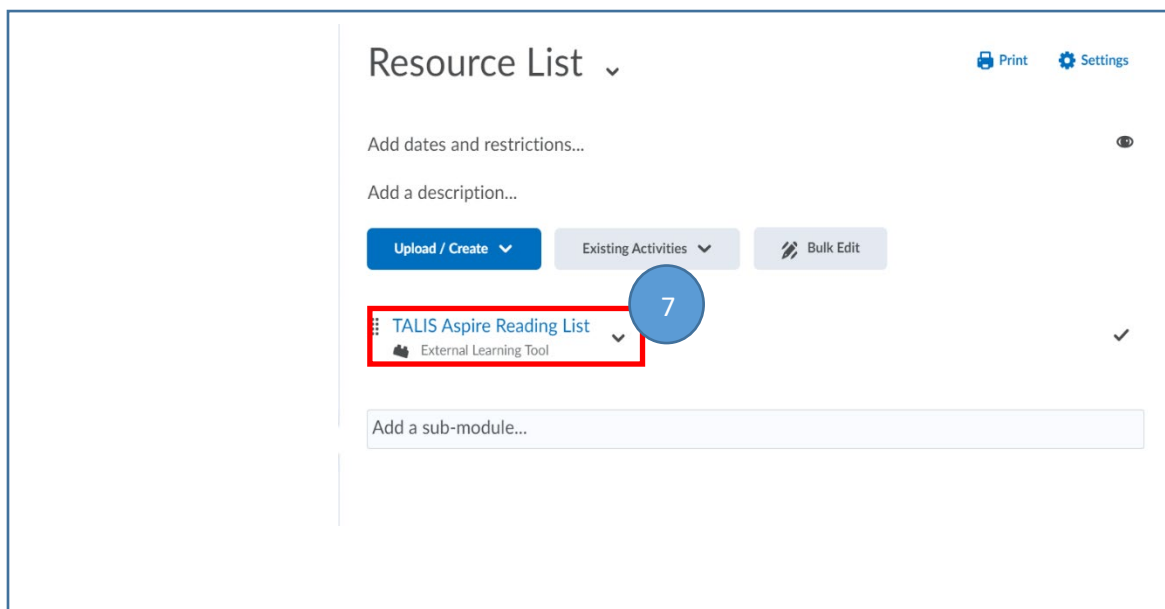 Resource List
Print
Settings
Add dates and restrictions...
Add a description...
Upload / Create
Existing Activities
Bulk Edit
7
TALIS Aspire Reading List
External Learning Tool
Add a sub-module...